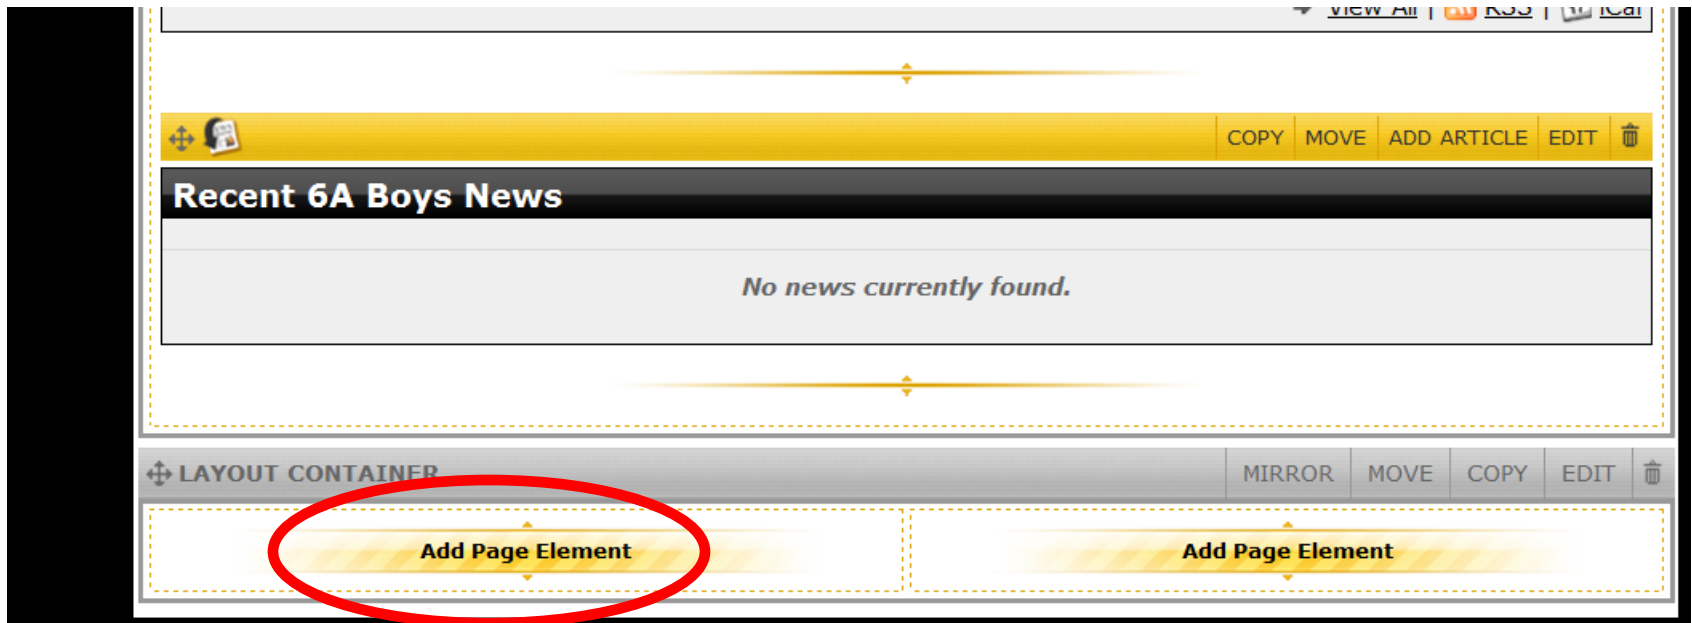 View All | RSS | iCal
COPY MOVE ADD ARTICLE EDIT
Recent 6A Boys News
No news currently found.
LAYOUT CONTAINER MIRROR MOVE COPY EDIT
Add Page Element Add Page Element